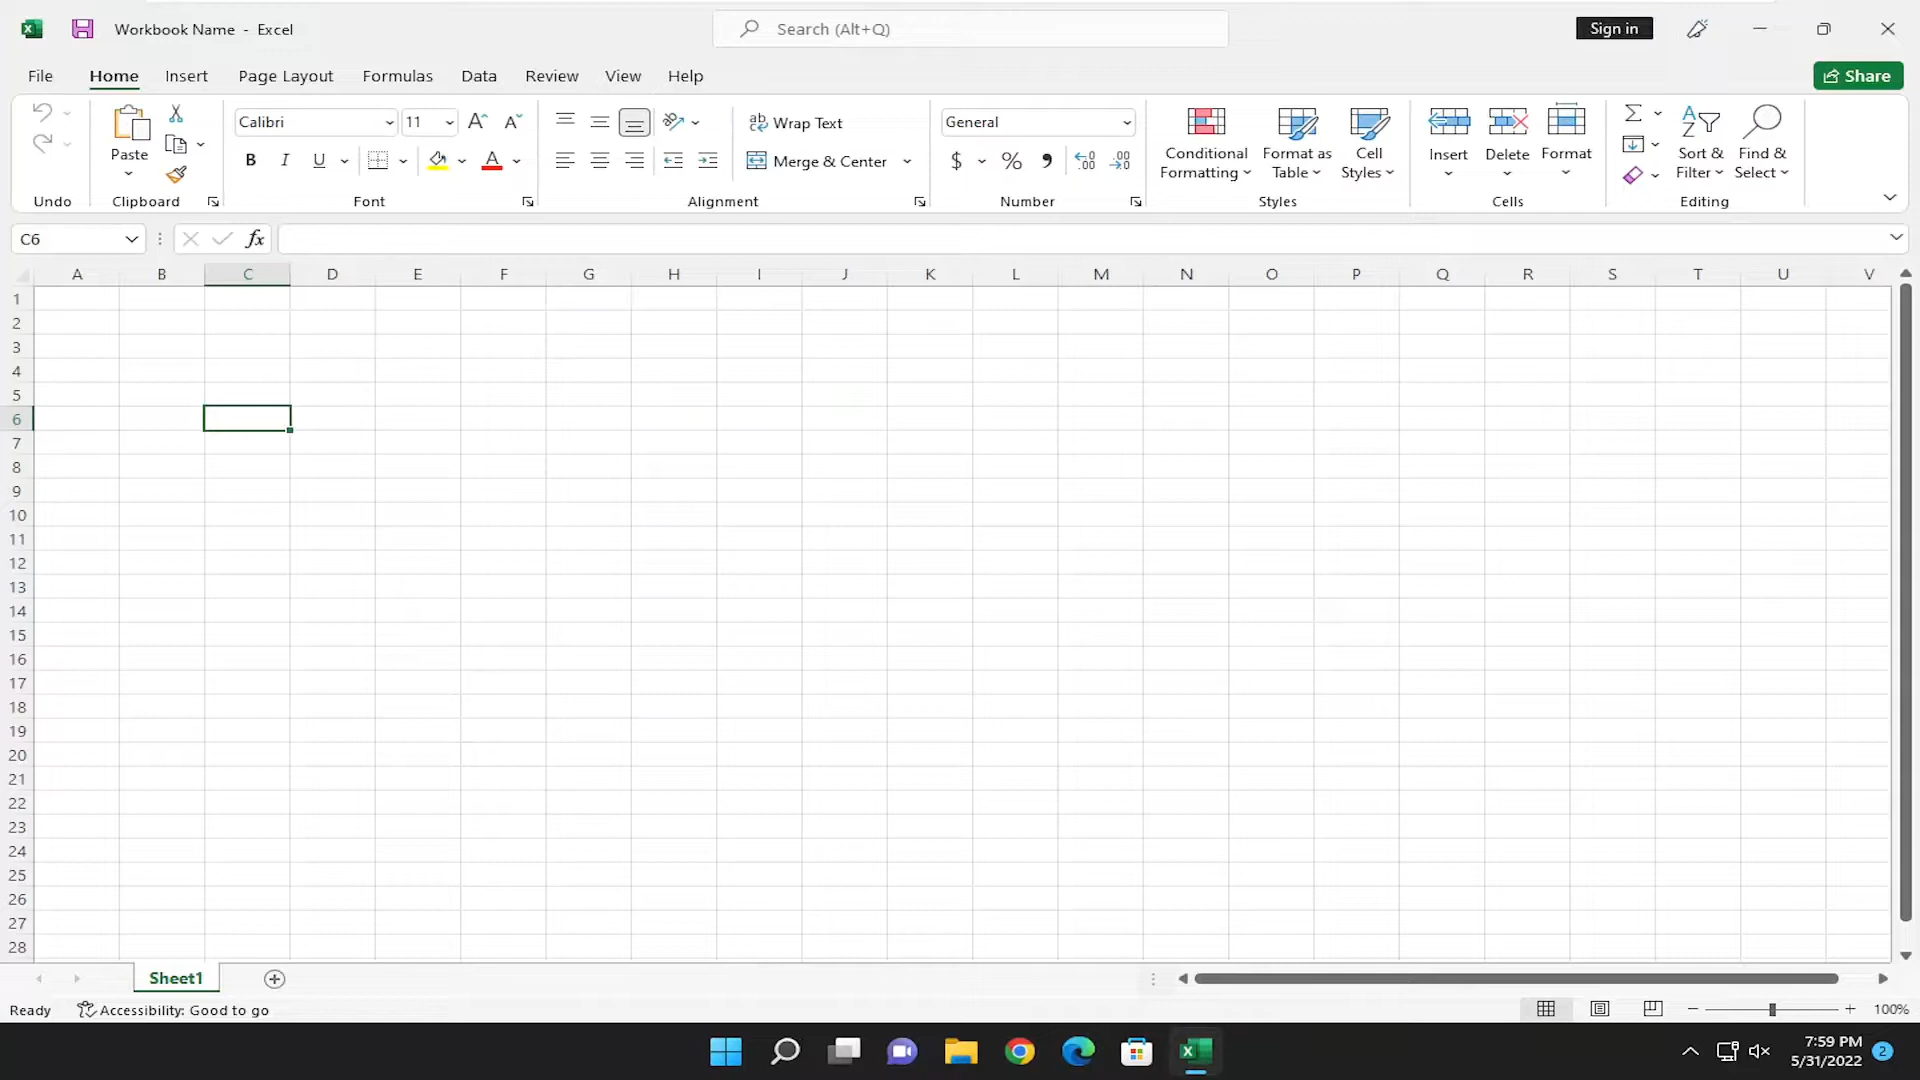 Workbook Name - Excel
Search (Alt+Q)
Sign in
File Home Insert Page Layout Formulas Data Review View Help
Share
Calibri 11
General
Wrap Text
Paste
B I U A
Merge & Center
$ % 9
Conditional Formatting
Format as Table
Cell Styles
Insert
Delete
Format
Sort & Filter
Find & Select
Undo Clipboard Font Alignment Number Styles Cells Editing
C6 fx
A B C D E F G H I J K L M N O P Q R S T U V
1
2
3
4
5
6
7
8
9
10
11
12
13
14
15
16
17
18
19
20
21
22
23
24
25
26
27
28
Sheet1
Ready Accessibility: Good to go 100%
7:59 PM
5/31/2022 2